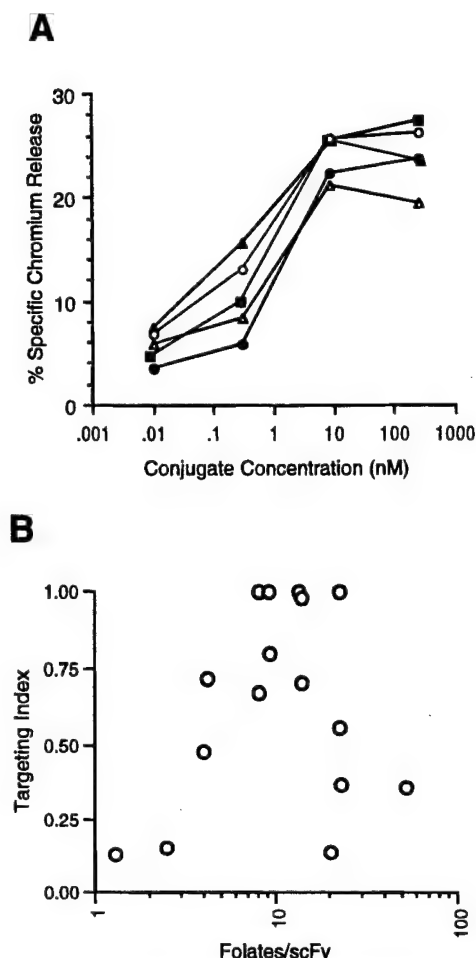 A
30
20
10
0
% Specific Chromium Release
.001 .01 .1 1 10 100 1000
Conjugate Concentration (nM)
B
1.00
0.75
0.50
0.25
0.00
Targeting Index
1 10 100
Folates/scFv